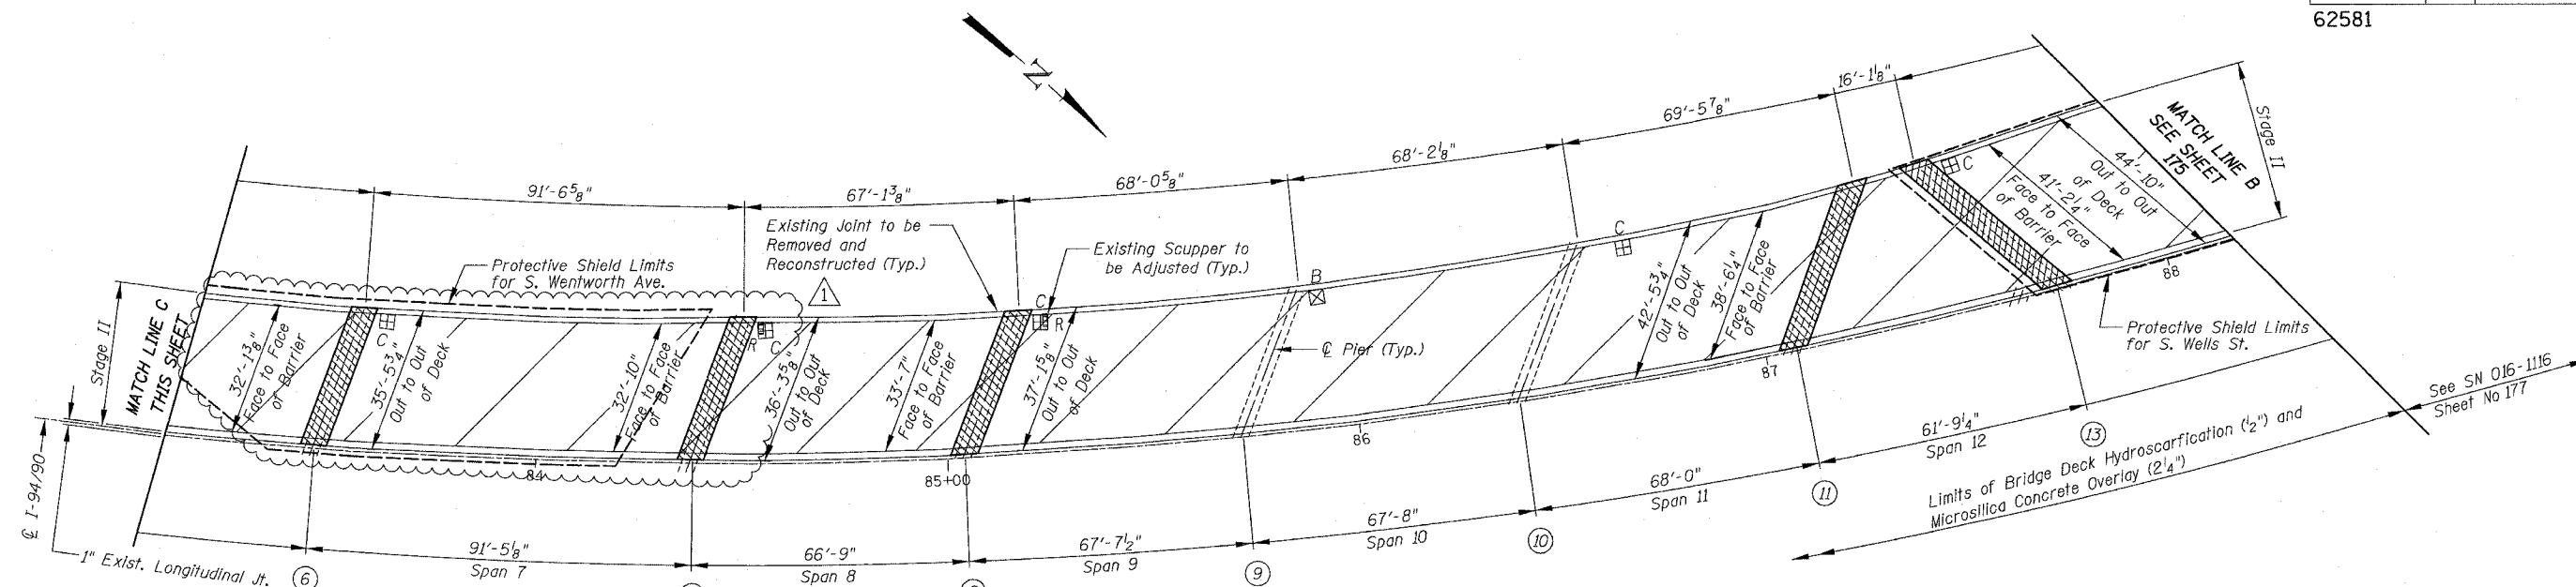 62581
N
16'-1⅛"
69'-5⅞"
68'-2⅛"
68'-0⅝"
67'-1⅜"
91'-6⅝"
Stage II
MATCH LINE B
SEE SHEET
175
44'-10"
Out to Out
of Deck
41'-2¼"
Face to Face
of Barrier
C
Existing Joint to be
Removed and
Reconstructed (Typ.)
Existing Scupper to
be Adjusted (Typ.)
Protective Shield Limits
for S. Wentworth Ave.
1
C
B
C
R
Stage II
MATCH LINE C
THIS SHEET
32'-1⅜"
Face to Face
of Barrier
C
35'-5¾"
Out to Out
of Deck
32'-10"
Face to Face
of Barrier
R
C
36'-3⅝"
Out to Out
of Deck
33'-7"
Face to Face
of Barrier
37'-1⅝"
Out to Out
of Deck
℄ Pier (Typ.)
42'-5¾"
Out to Out
of Deck
38'-6¼"
Face to Face
of Barrier
88
Protective Shield Limits
for S. Wells St.
84
85+00
86
87
See SN 016-1116
Sheet No 177
℄ I-94/90
1" Exist. Longitudinal Jt.
6
91'-5⅛"
Span 7
66'-9"
Span 8
67'-7½"
Span 9
9
67'-8"
Span 10
10
68'-0"
Span 11
11
61'-9¼"
Span 12
13
Limits of Bridge Deck Hydroscarfication (½") and
Microsilica Concrete Overlay (2¼")